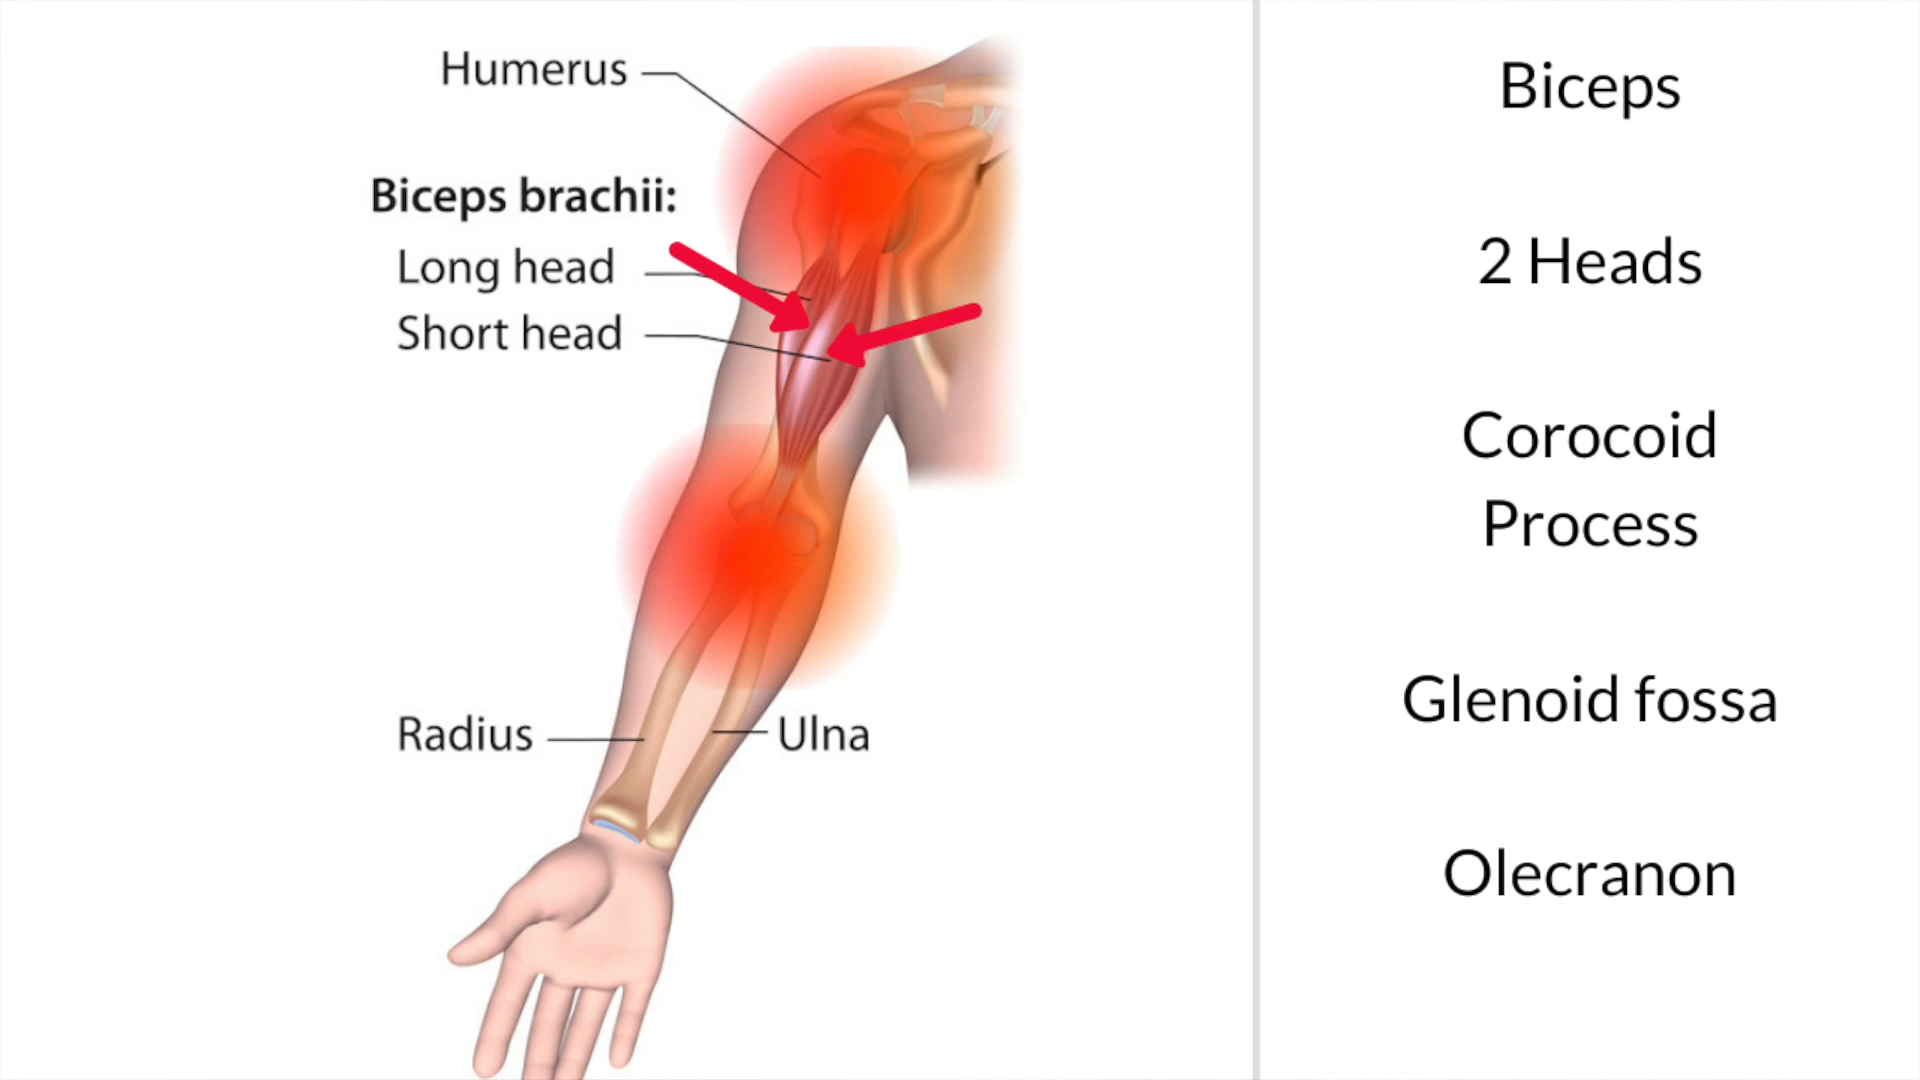 Humerus
Biceps brachii:
Long head
Short head
Radius
Ulna
Biceps
2 Heads
Corocoid
Process
Glenoid fossa
Olecranon